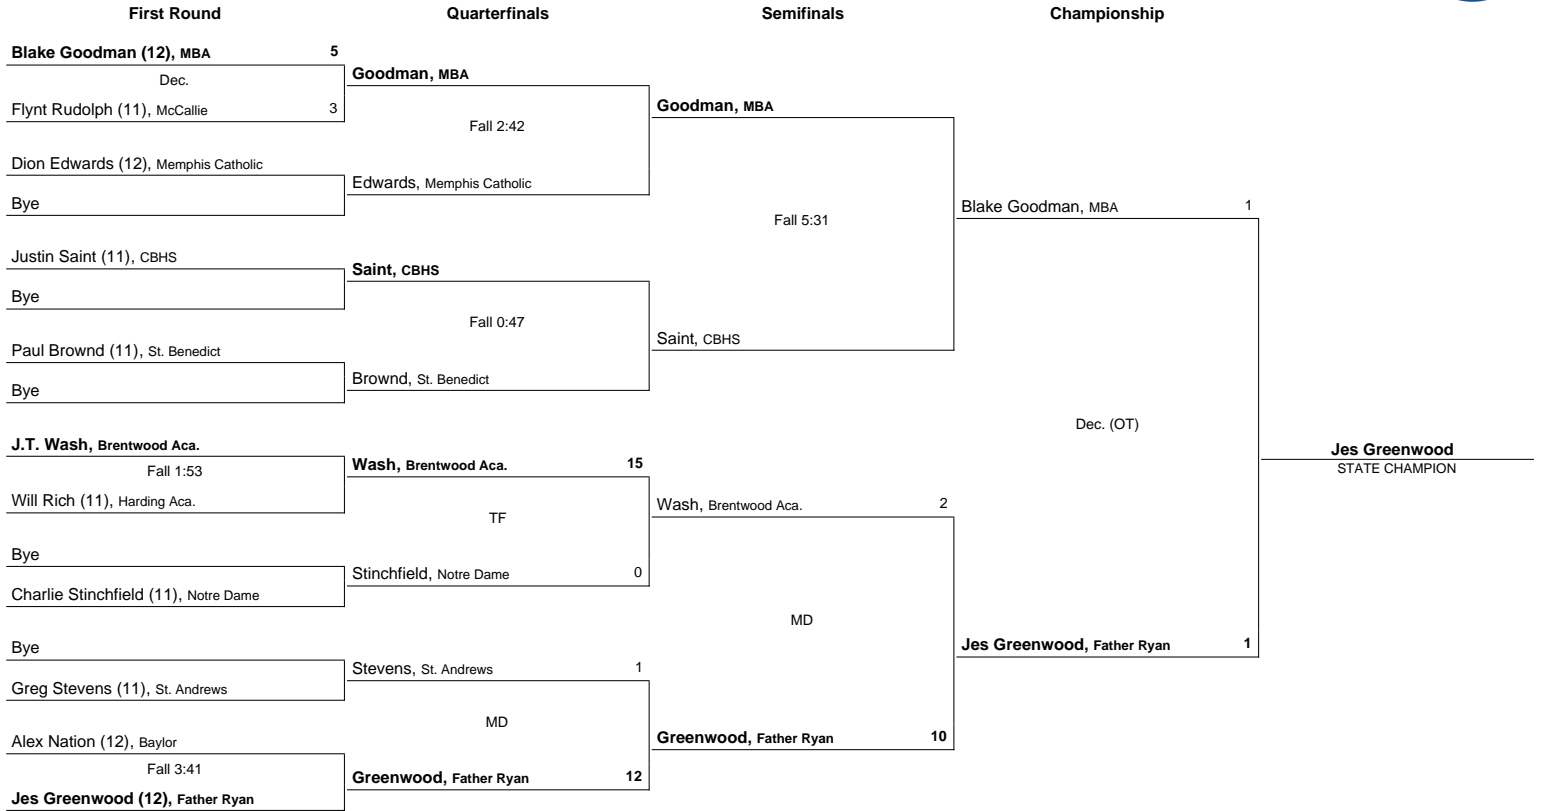 First Round Quarterfinals Semifinals Championship
Blake Goodman (12), MBA 5
Dec.
Flynt Rudolph (11), McCallie 3
Dion Edwards (12), Memphis Catholic
Bye
Justin Saint (11), CBHS
Bye
Paul Brownd (11), St. Benedict
Bye
J.T. Wash, Brentwood Aca.
Fall 1:53
Will Rich (11), Harding Aca.
Bye
Charlie Stinchfield (11), Notre Dame
Bye
Greg Stevens (11), St. Andrews
Alex Nation (12), Baylor
Fall 3:41
Jes Greenwood (12), Father Ryan
Goodman, MBA
Fall 2:42
Edwards, Memphis Catholic
Saint, CBHS
Fall 0:47
Brownd, St. Benedict
Wash, Brentwood Aca. 15
TF
Stinchfield, Notre Dame 0
Stevens, St. Andrews 1
MD
Greenwood, Father Ryan 12
Goodman, MBA
Fall 5:31
Saint, CBHS
Wash, Brentwood Aca. 2
MD
Greenwood, Father Ryan 10
Blake Goodman, MBA 1
Dec. (OT)
Jes Greenwood, Father Ryan 1
Jes Greenwood
STATE CHAMPION